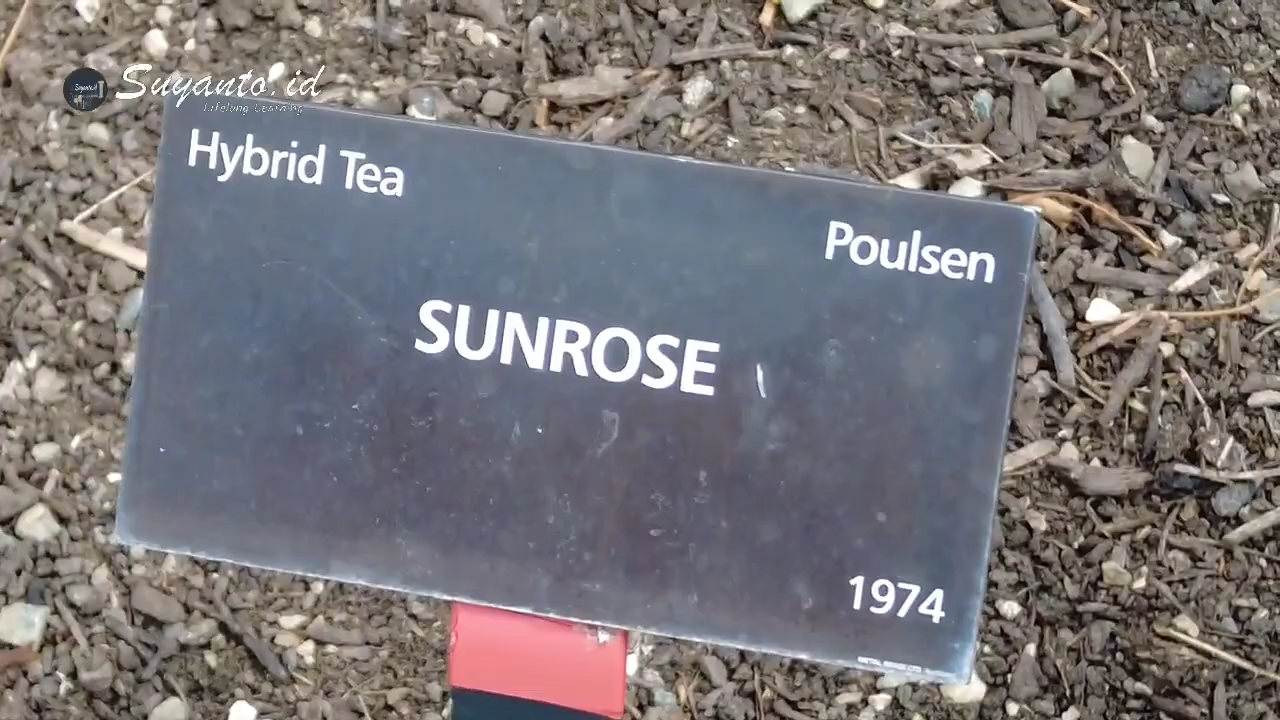 Suyanto.id
Lifelong Learning
Hybrid Tea
Poulsen
SUNROSE
1974